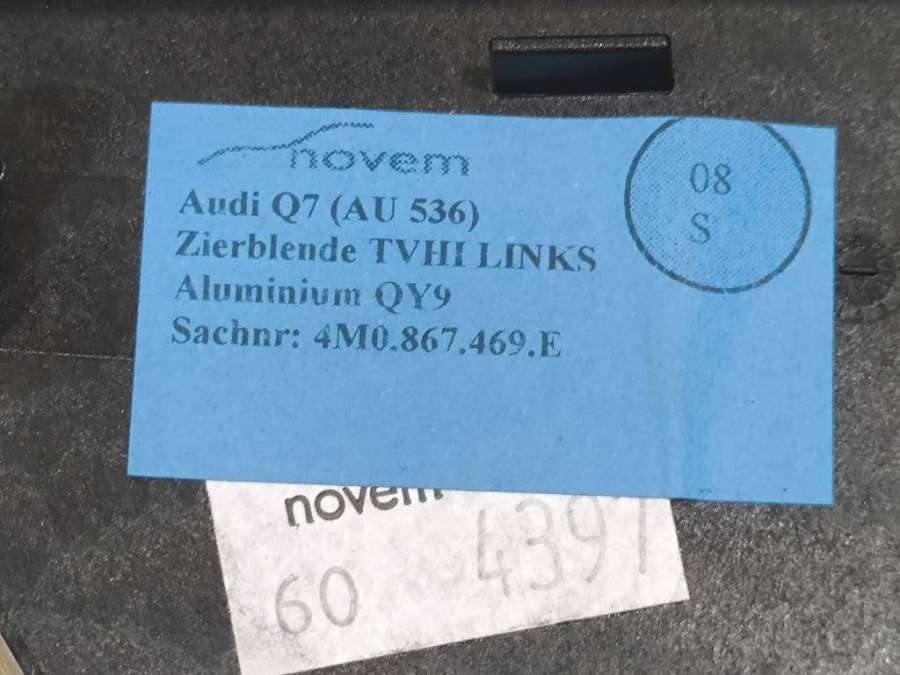 novem
08
S
Audi Q7 (AU 536)
Zierblende TVHI LINKS
Aluminium QY9
Sachnr: 4M0.867.469.E
novem
60 4397